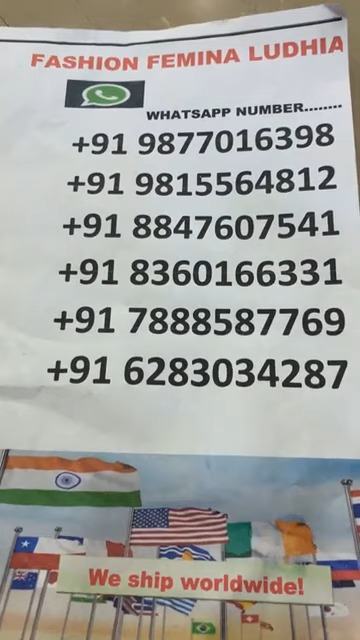 FASHION FEMINA LUDHIA
WHATSAPP NUMBER........
+91 9877016398
+91 9815564812
+91 8847607541
+91 8360166331
+91 7888587769
+91 6283034287
We ship worldwide!